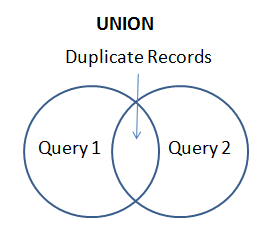 UNION
Duplicate Records
Query 1
Query 2